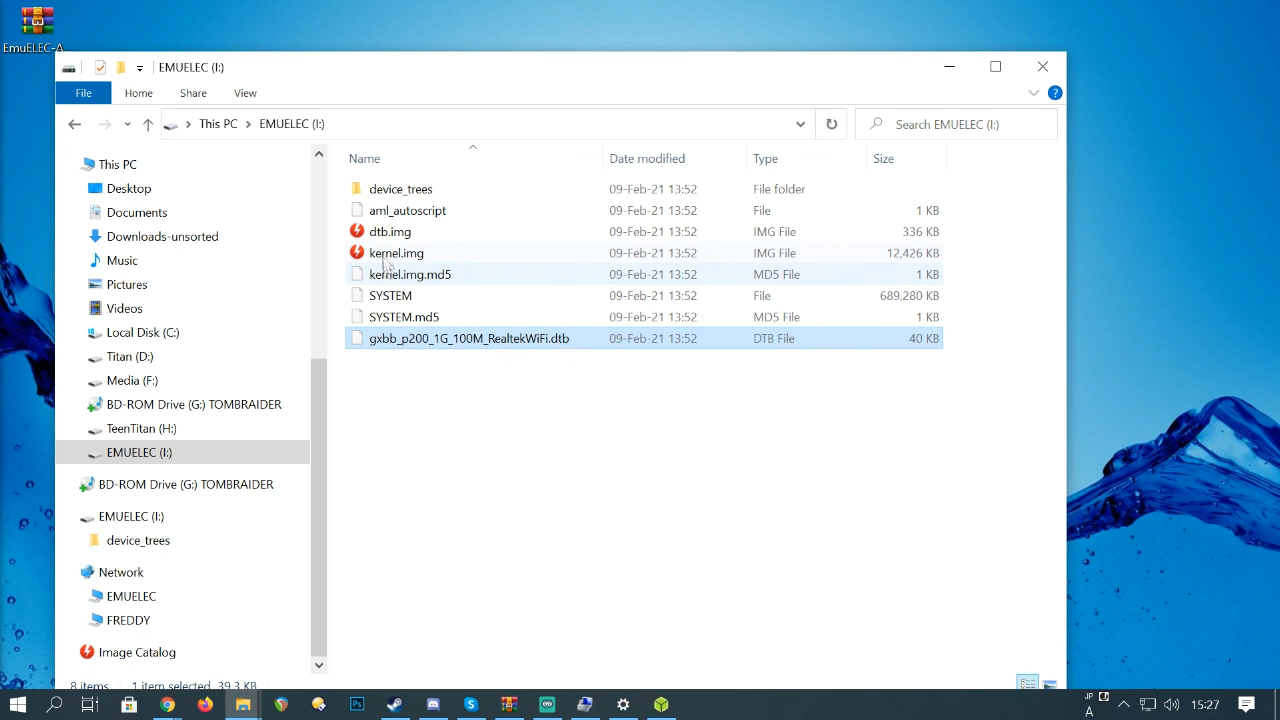 EmuELEC-A...
EMUELEC (I:)
File
Home
Share
View
This PC
EMUELEC (I:)
Search EMUELEC (I:)
Name
Date modified
Type
Size
device_trees
09-Feb-21 13:52
File folder
aml_autoscript
09-Feb-21 13:52
File
1 KB
dtb.img
09-Feb-21 13:52
IMG File
336 KB
kernel.img
09-Feb-21 13:52
IMG File
12,426 KB
kernel.img.md5
09-Feb-21 13:52
MD5 File
1 KB
SYSTEM
09-Feb-21 13:52
File
689,280 KB
SYSTEM.md5
09-Feb-21 13:52
MD5 File
1 KB
gxbb_p200_1G_100M_RealtekWiFi.dtb
09-Feb-21 13:52
DTB File
40 KB
This PC
Desktop
Documents
Downloads-unsorted
Music
Pictures
Videos
Local Disk (C:)
Titan (D:)
Media (F:)
BD-ROM Drive (G:) TOMBRAIDER
TeenTitan (H:)
EMUELEC (I:)
BD-ROM Drive (G:) TOMBRAIDER
EMUELEC (I:)
device_trees
Network
EMUELEC
FREDDY
Image Catalog
8 items
1 item selected 39.3 KB
JP
A
15:27